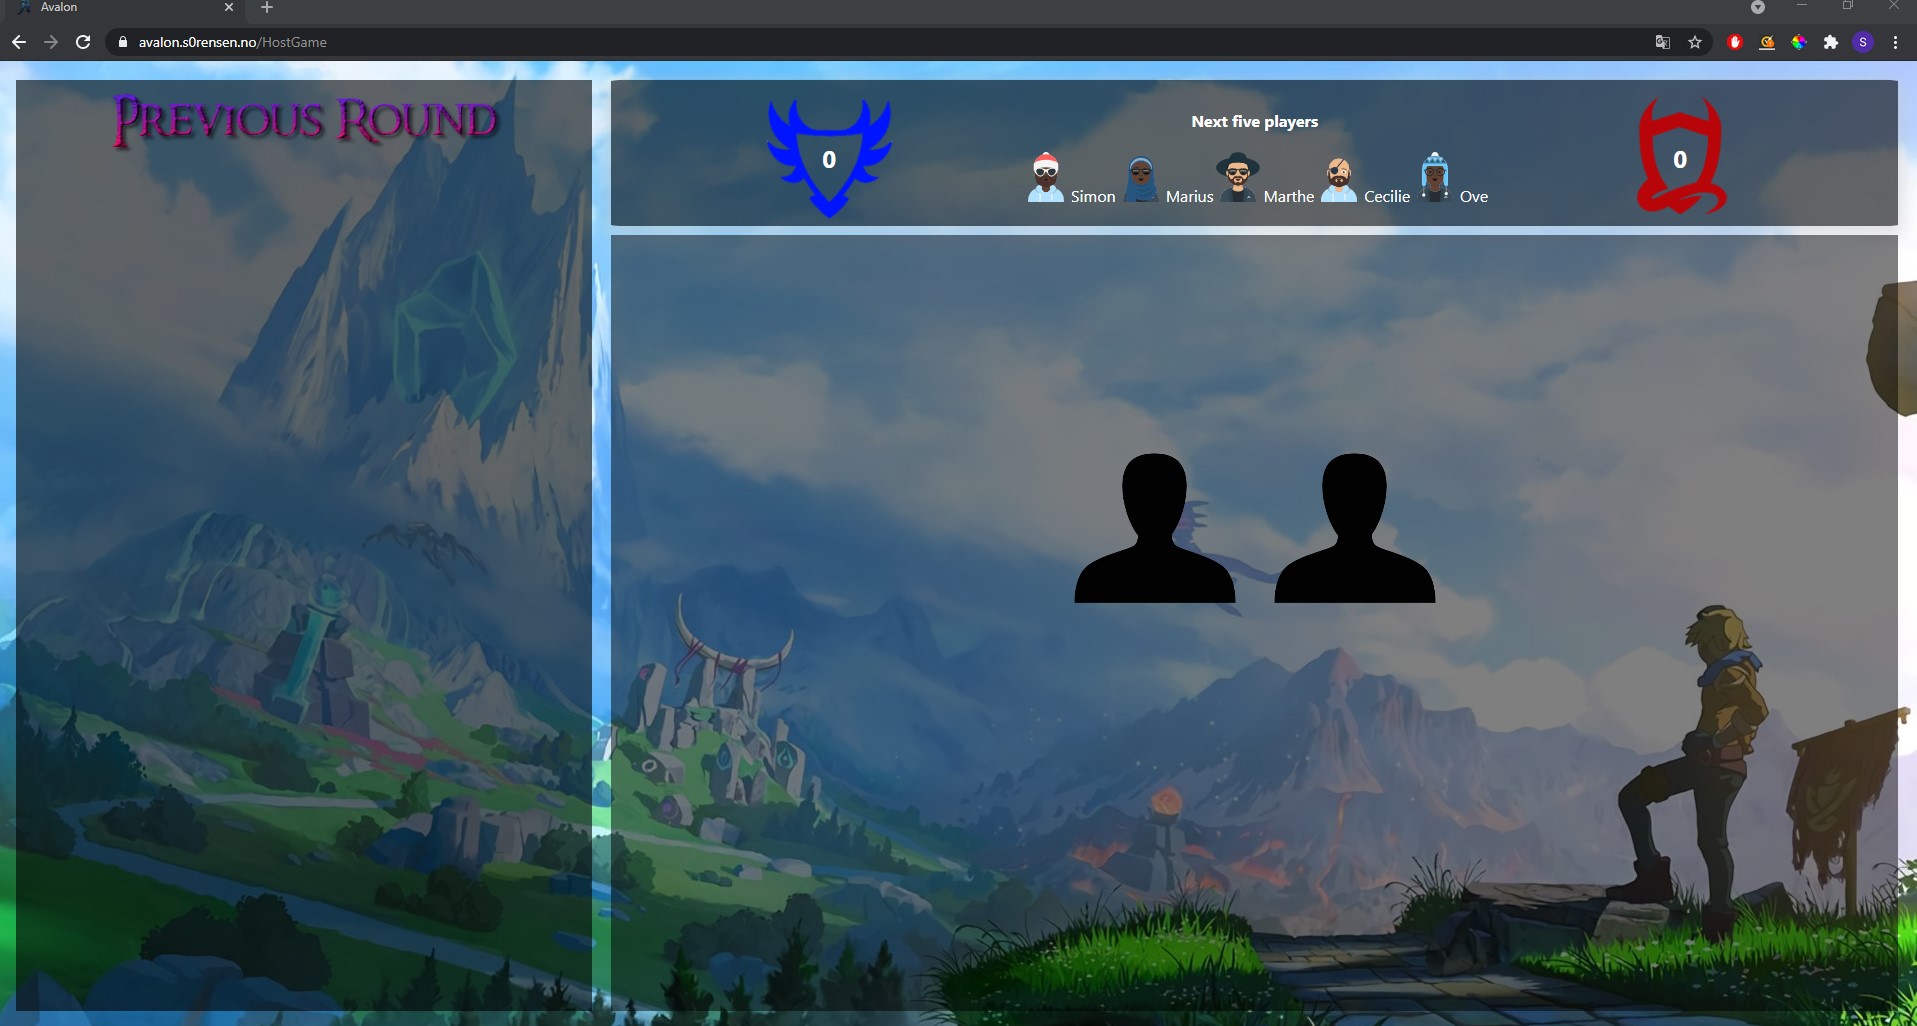 Avalon
avalon.s0rensen.no/HostGame
S
Previous Round
0
Next five players
Simon Marius Marthe Cecilie Ove
0